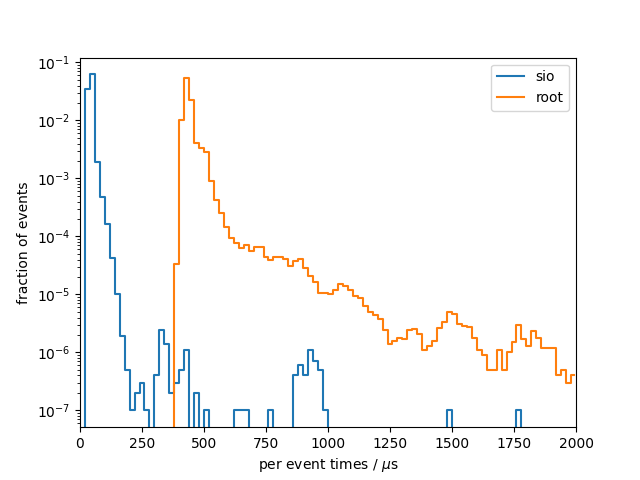 sio
root
fraction of events
10⁻¹
10⁻²
10⁻³
10⁻⁴
10⁻⁵
10⁻⁶
10⁻⁷
0 250 500 750 1000 1250 1500 1750 2000
per event times / μs